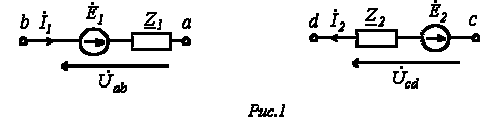 b İ₁ Ė₁ Z₁ a
U̇ab
d İ₂ Z₂ Ė₂ c
U̇cd
Рис.1